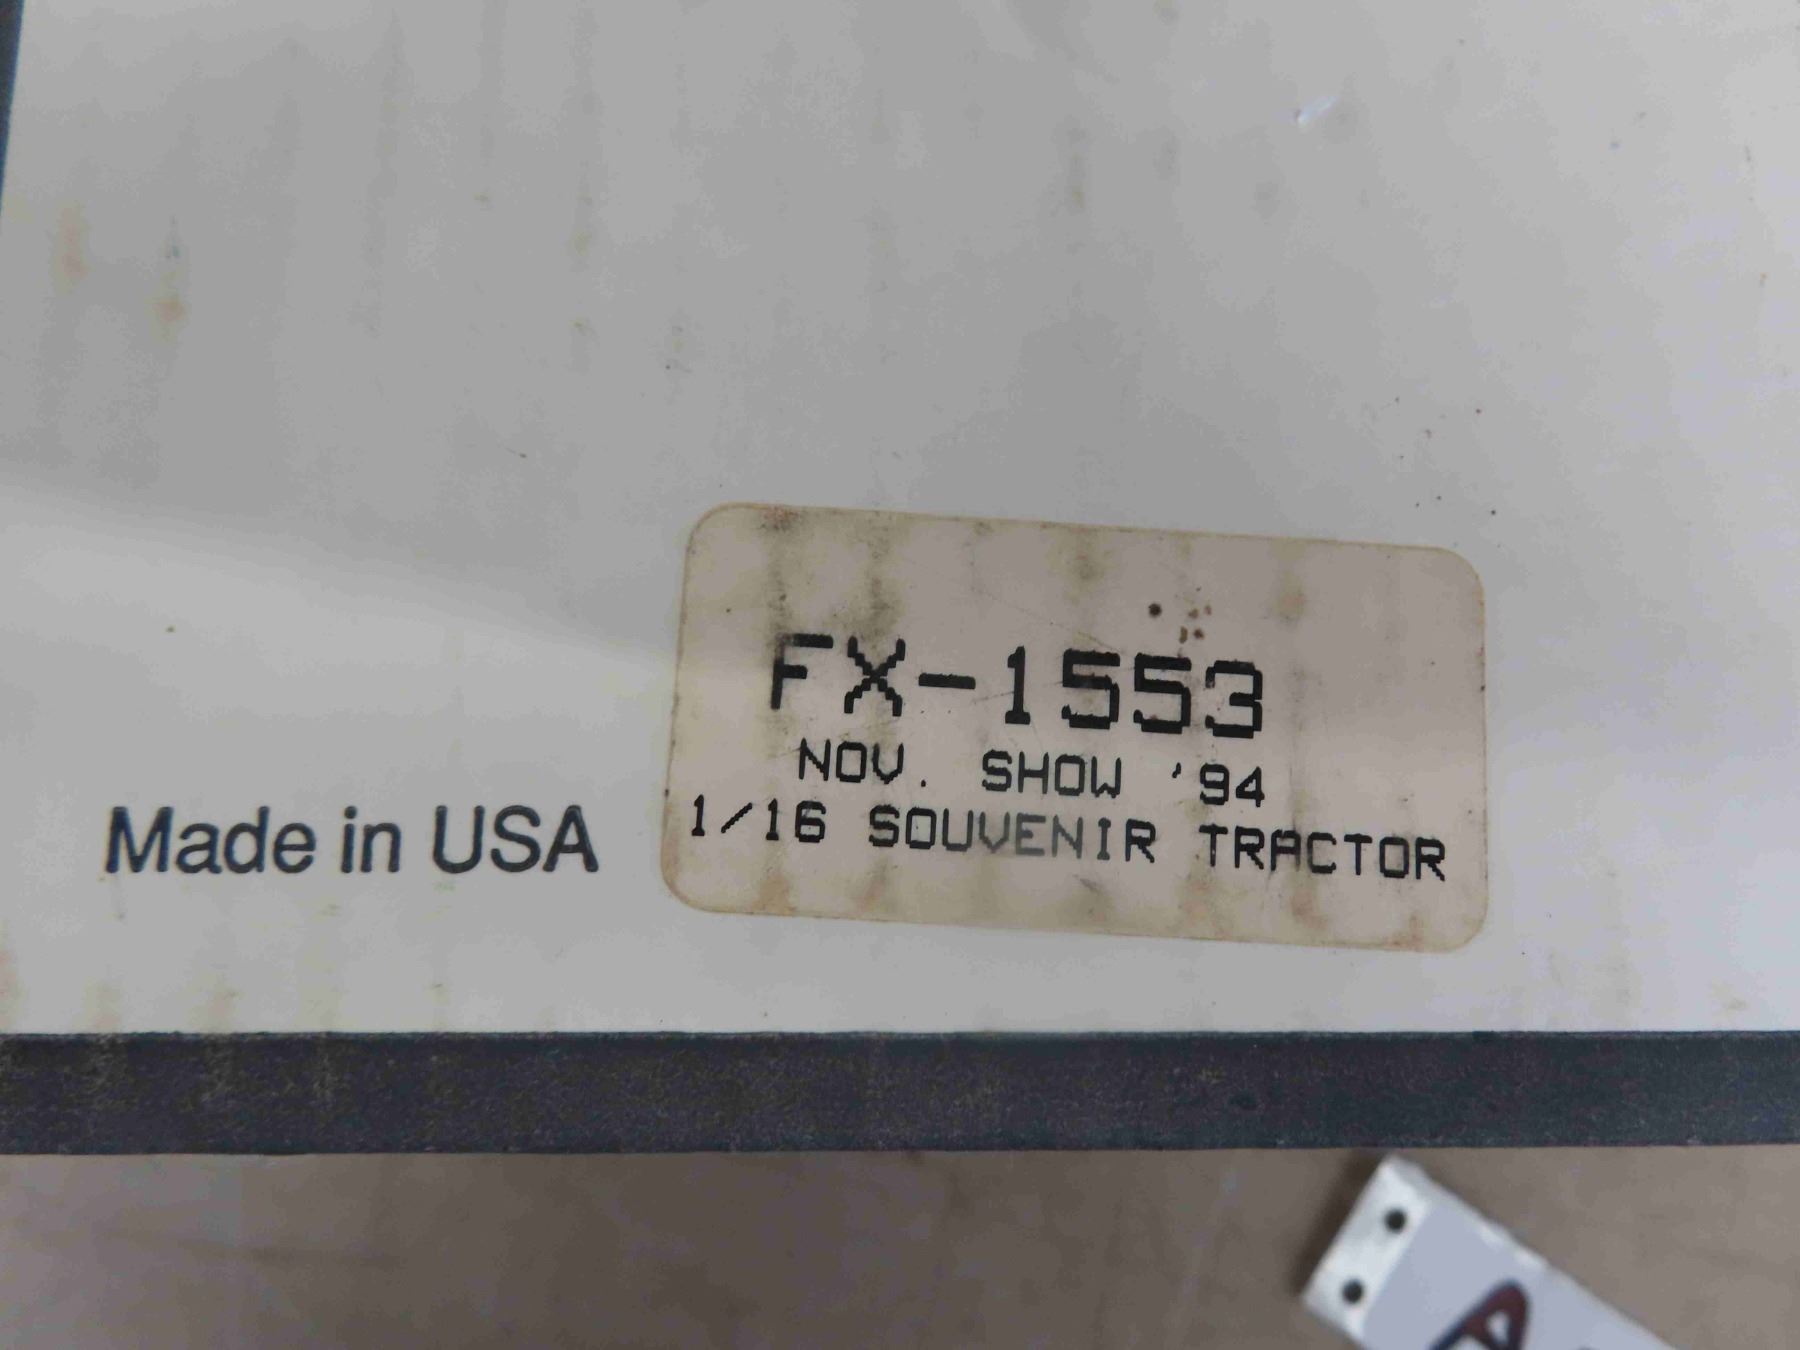 FX-1553
NOV. SHOW '94
1/16 SOUVENIR TRACTOR
Made in USA